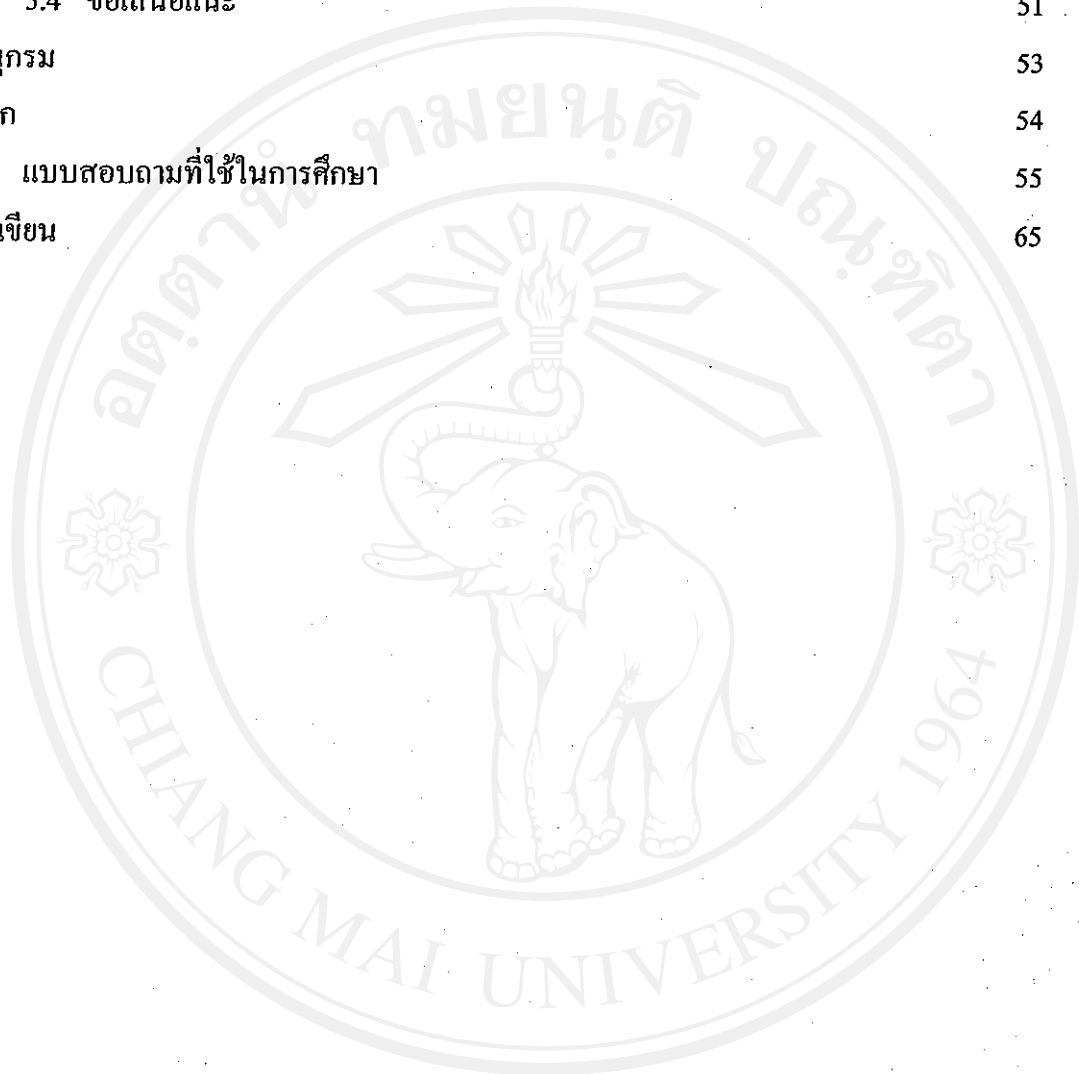 5.4 ข้อเสนอแนะ 51
ุกรม 53
ก 54
แบบสอบถามที่ใช้ในการศึกษา 55
เขียน 65
อตฺตานํ ทมยนฺติ ปณฺฑิตา
CHIANG MAI UNIVERSITY 1964